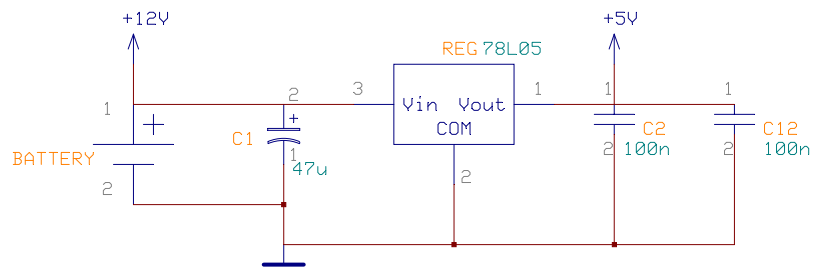 +12V
+5V
REG 78L05
1
2
3
Vin
Vout
1
1
1
+
+
COM
C1
C2
C12
BATTERY
1
2
2
100n
100n
47u
2
2